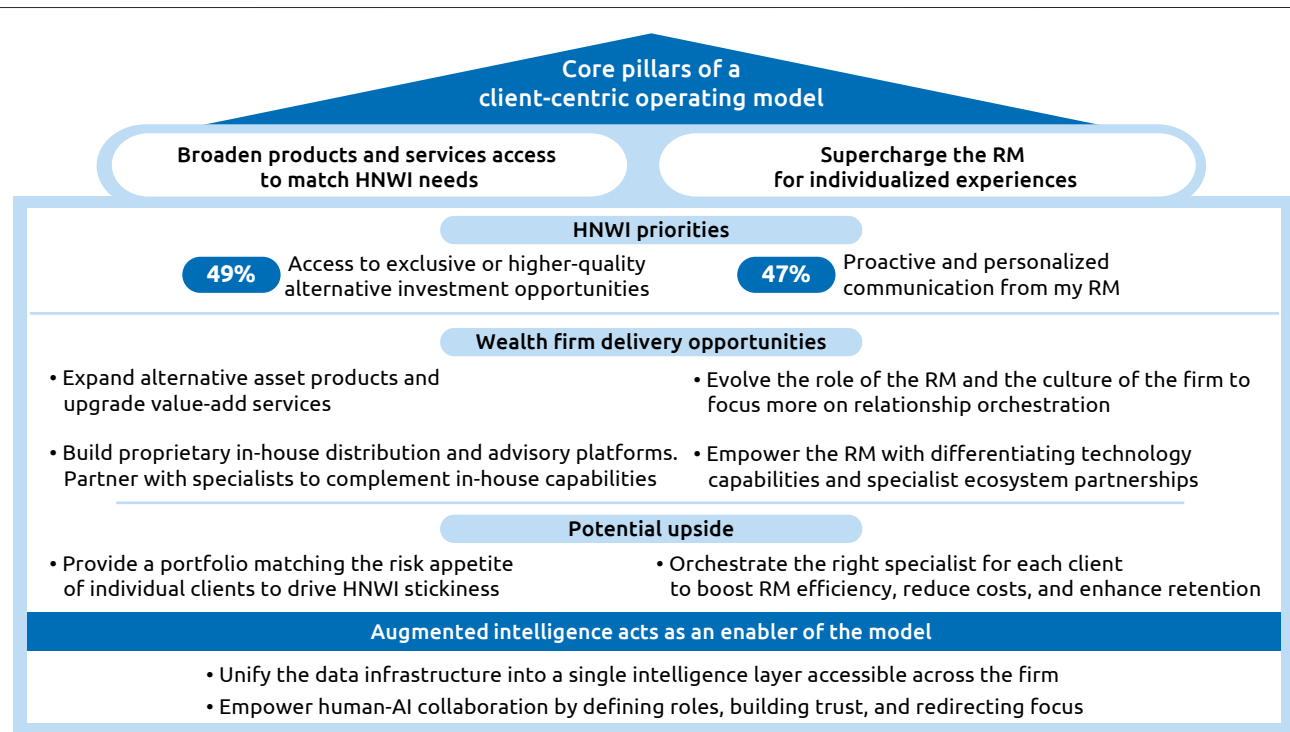 Core pillars of a
client-centric operating model
Broaden products and services access
to match HNWI needs
Supercharge the RM
for individualized experiences
HNWI priorities
49%
Access to exclusive or higher-quality
alternative investment opportunities
47%
Proactive and personalized
communication from my RM
Wealth firm delivery opportunities
• Expand alternative asset products and
upgrade value-add services
• Build proprietary in-house distribution and advisory platforms.
Partner with specialists to complement in-house capabilities
• Evolve the role of the RM and the culture of the firm to
focus more on relationship orchestration
• Empower the RM with differentiating technology
capabilities and specialist ecosystem partnerships
Potential upside
• Provide a portfolio matching the risk appetite
of individual clients to drive HNWI stickiness
• Orchestrate the right specialist for each client
to boost RM efficiency, reduce costs, and enhance retention
Augmented intelligence acts as an enabler of the model
• Unify the data infrastructure into a single intelligence layer accessible across the firm
• Empower human-AI collaboration by defining roles, building trust, and redirecting focus